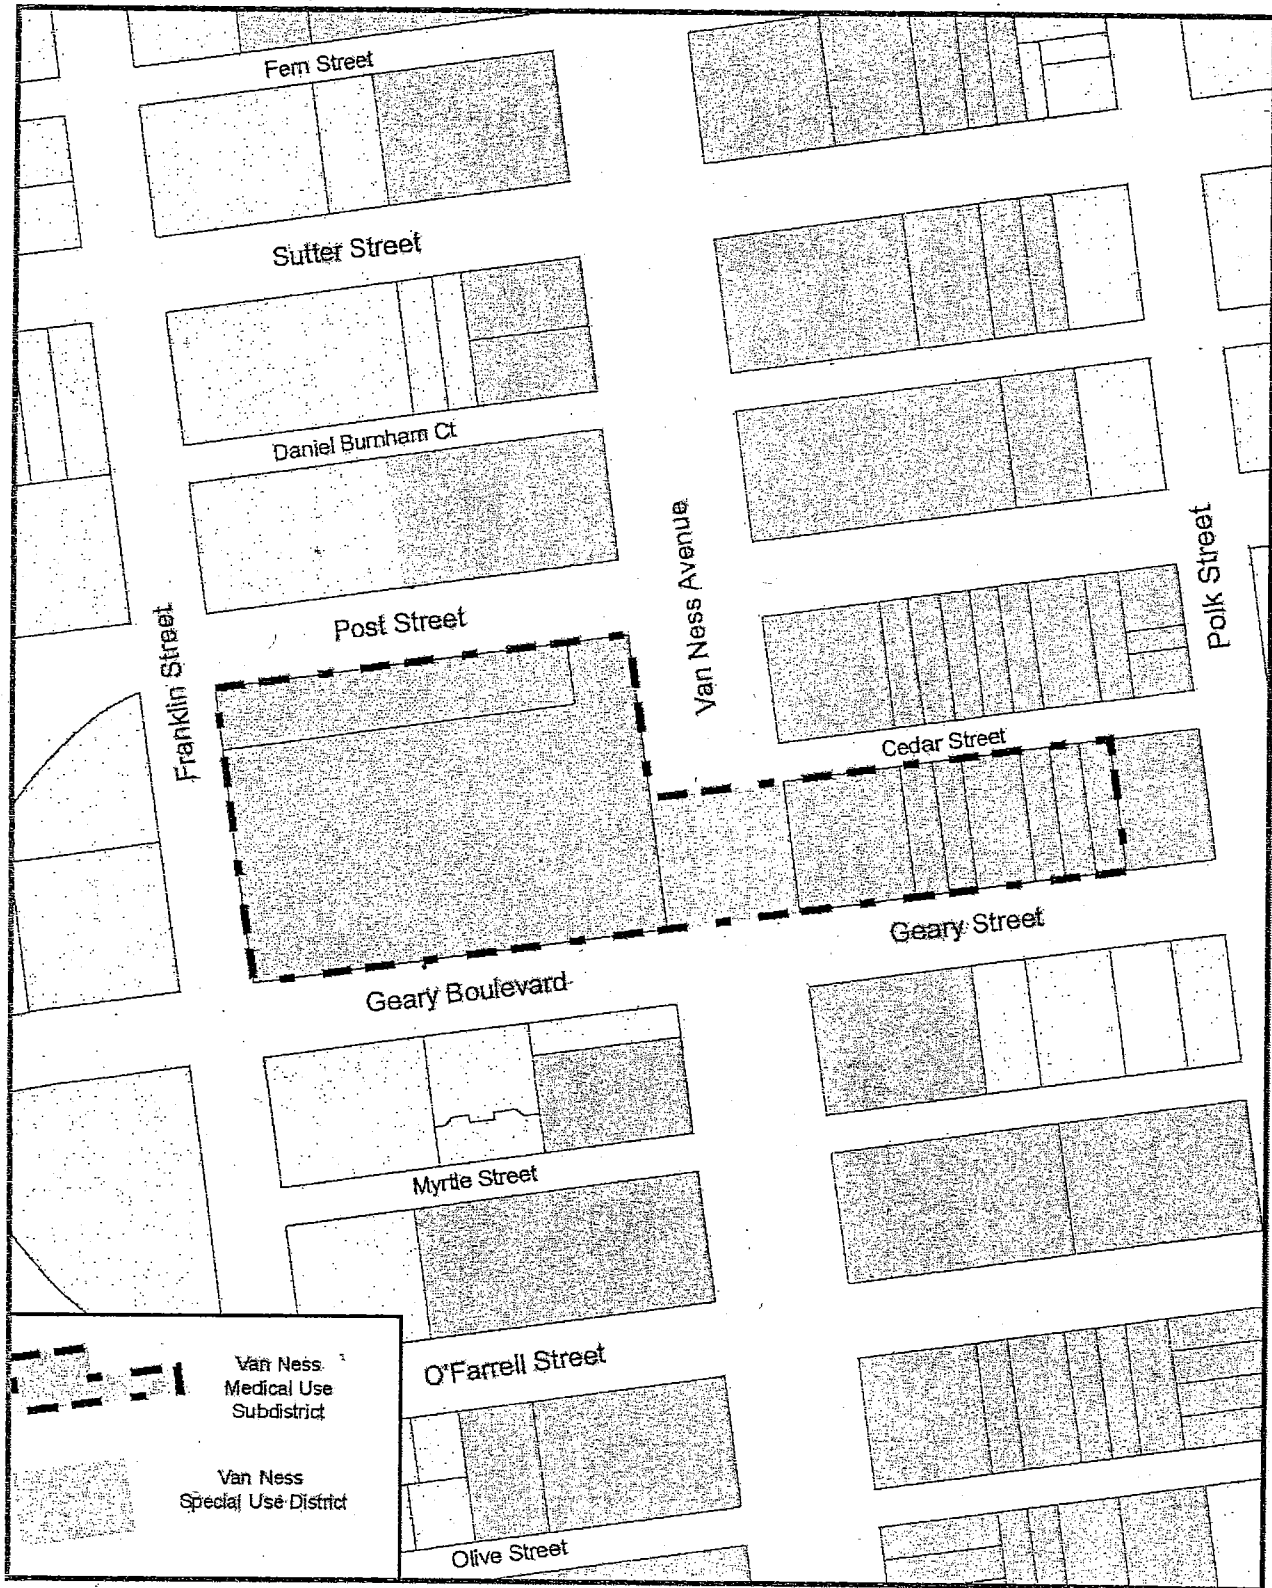 Fern Street
Sutter Street
Daniel Burnham Ct
Post Street
Franklin Street
Van Ness Avenue
Polk Street
Cedar Street
Geary Street
Geary Boulevard
Myrtle Street
O'Farrell Street
Olive Street
Van Ness
Medical Use
Subdistrict
Van Ness
Special Use District